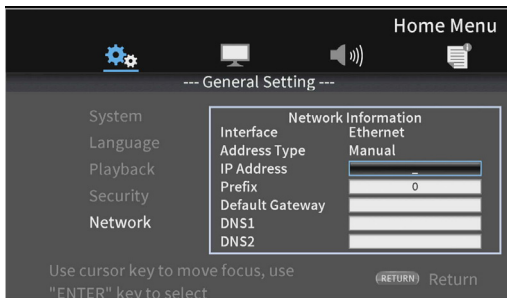 Home Menu
--- General Setting ---
System
Language
Playback
Security
Network
Network Information
Interface Ethernet
Address Type Manual
IP Address _
Prefix 0
Default Gateway
DNS1
DNS2
Use cursor key to move focus, use
"ENTER" key to select
RETURN Return